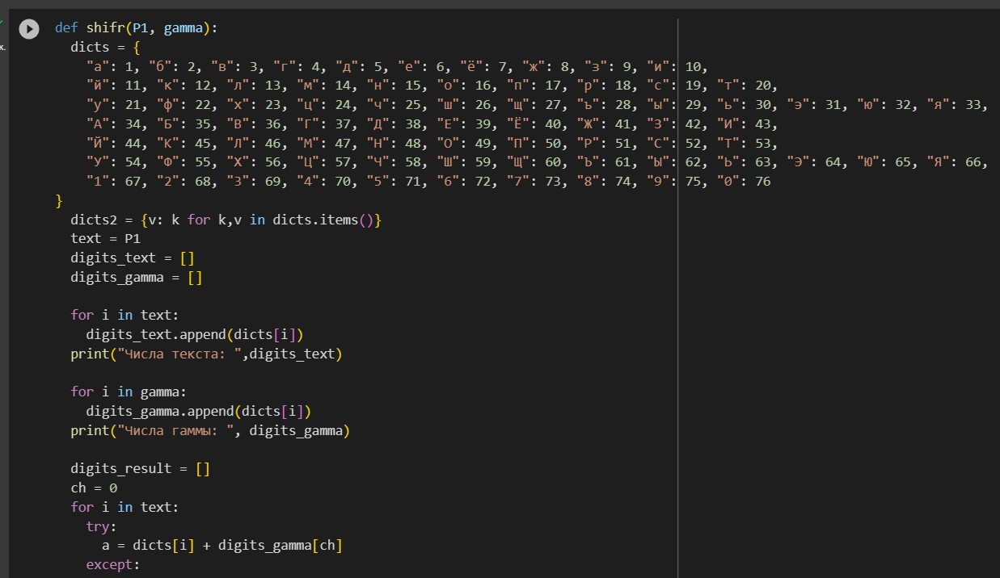 def shifr(P1, gamma):
к.
  dicts = {
    "а": 1, "б": 2, "в": 3, "г": 4, "д": 5, "е": 6, "ё": 7, "ж": 8, "з": 9, "и": 10,
    "й": 11, "к": 12, "л": 13, "м": 14, "н": 15, "о": 16, "п": 17, "р": 18, "с": 19, "т": 20,
    "у": 21, "ф": 22, "х": 23, "ц": 24, "ч": 25, "ш": 26, "щ": 27, "ъ": 28, "ы": 29, "ь": 30, "э": 31, "ю": 32, "я": 33,
    "А": 34, "Б": 35, "В": 36, "Г": 37, "Д": 38, "Е": 39, "Ё": 40, "Ж": 41, "З": 42, "И": 43,
    "Й": 44, "К": 45, "Л": 46, "М": 47, "Н": 48, "О": 49, "П": 50, "Р": 51, "С": 52, "Т": 53,
    "У": 54, "Ф": 55, "Х": 56, "Ц": 57, "Ч": 58, "Ш": 59, "Щ": 60, "Ъ": 61, "Ы": 62, "Ь": 63, "Э": 64, "Ю": 65, "Я": 66,
    "1": 67, "2": 68, "3": 69, "4": 70, "5": 71, "6": 72, "7": 73, "8": 74, "9": 75, "0": 76
}
  dicts2 = {v: k for k,v in dicts.items()}
  text = P1
  digits_text = []
  digits_gamma = []
  for i in text:
    digits_text.append(dicts[i])
  print("Числа текста: ",digits_text)
  for i in gamma:
    digits_gamma.append(dicts[i])
  print("Числа гаммы: ", digits_gamma)
  digits_result = []
  ch = 0
  for i in text:
    try:
      a = dicts[i] + digits_gamma[ch]
    except: